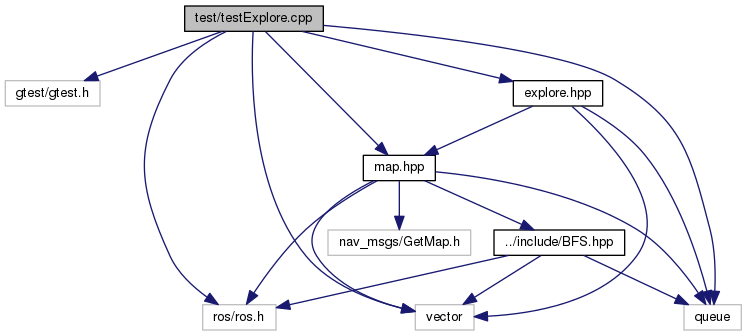 test/testExplore.cpp
gtest/gtest.h
explore.hpp
map.hpp
nav_msgs/GetMap.h
../include/BFS.hpp
ros/ros.h
vector
queue